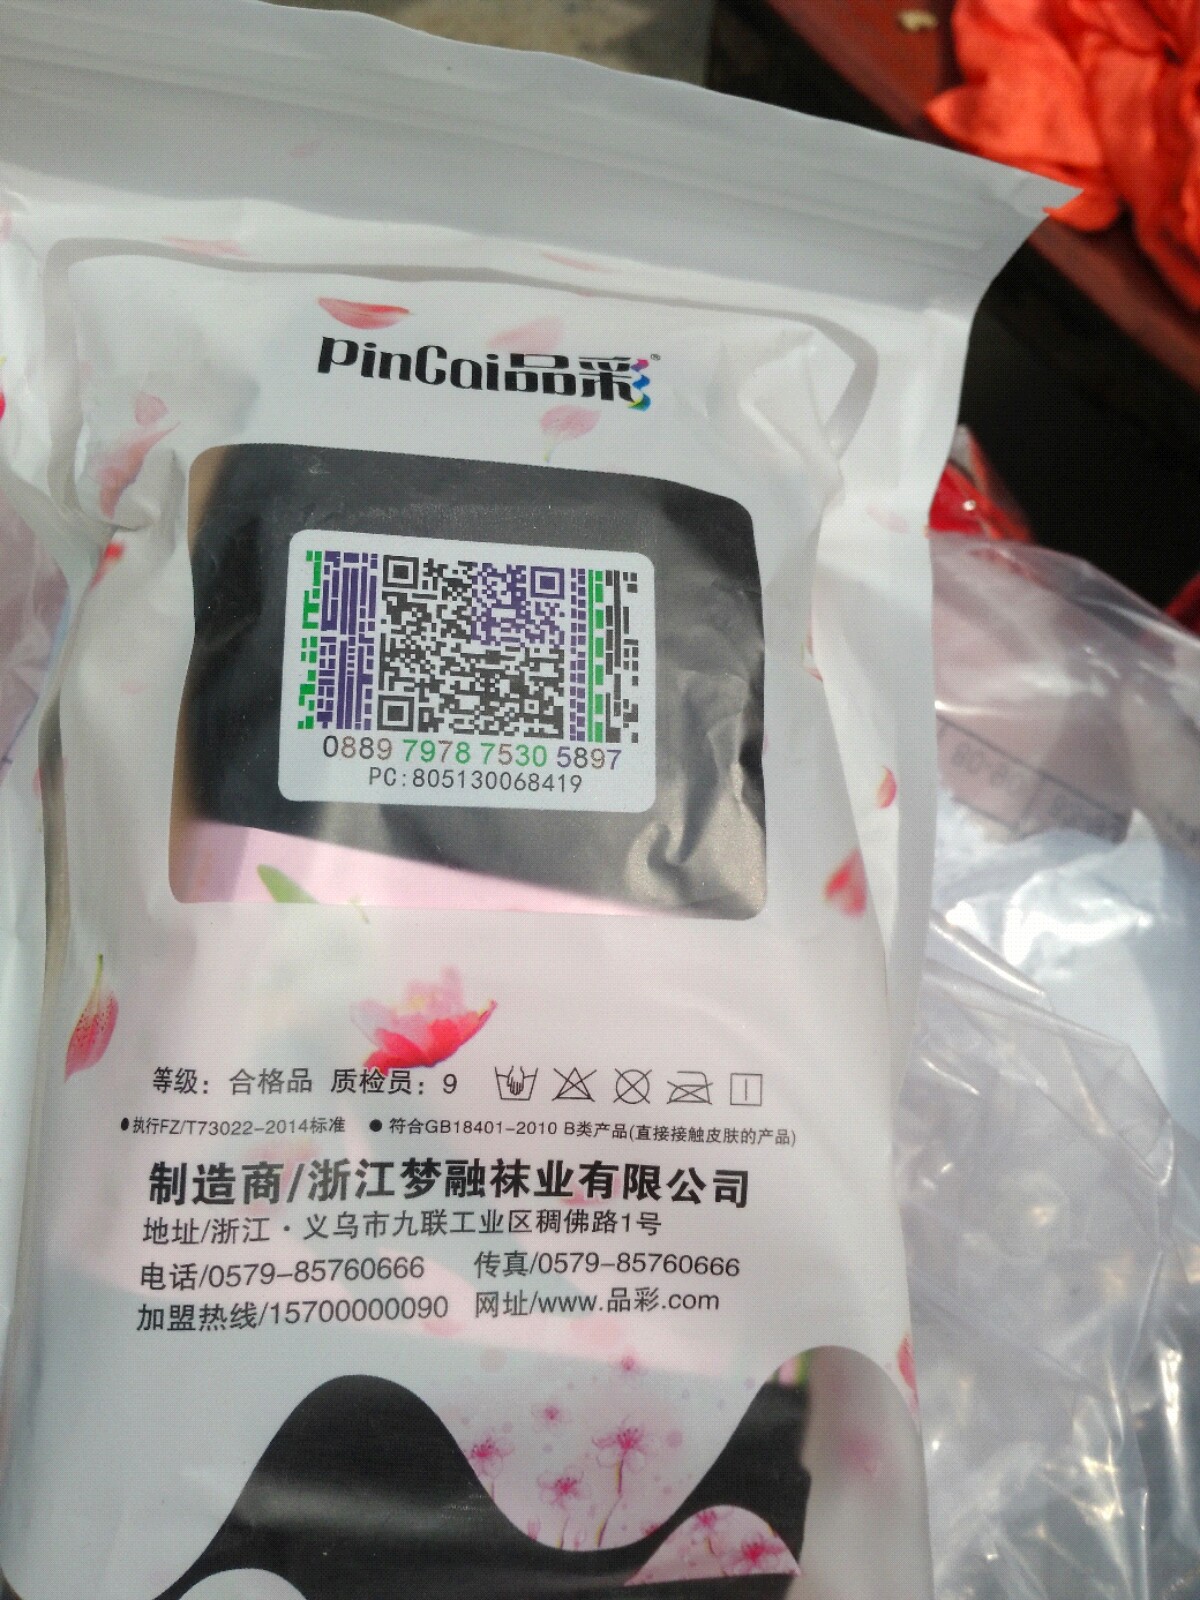 PinCai品彩®
0889 7978 7530 5897
PC:805130068419
等级：合格品 质检员：9
●执行FZ/T73022-2014标准 ●符合GB18401-2010 B类产品(直接接触皮肤的产品)
制造商/浙江梦融袜业有限公司
地址/浙江·义乌市九联工业区稠佛路1号
电话/0579-85760666 传真/0579-85760666
加盟热线/15700000090 网址/www.品彩.com